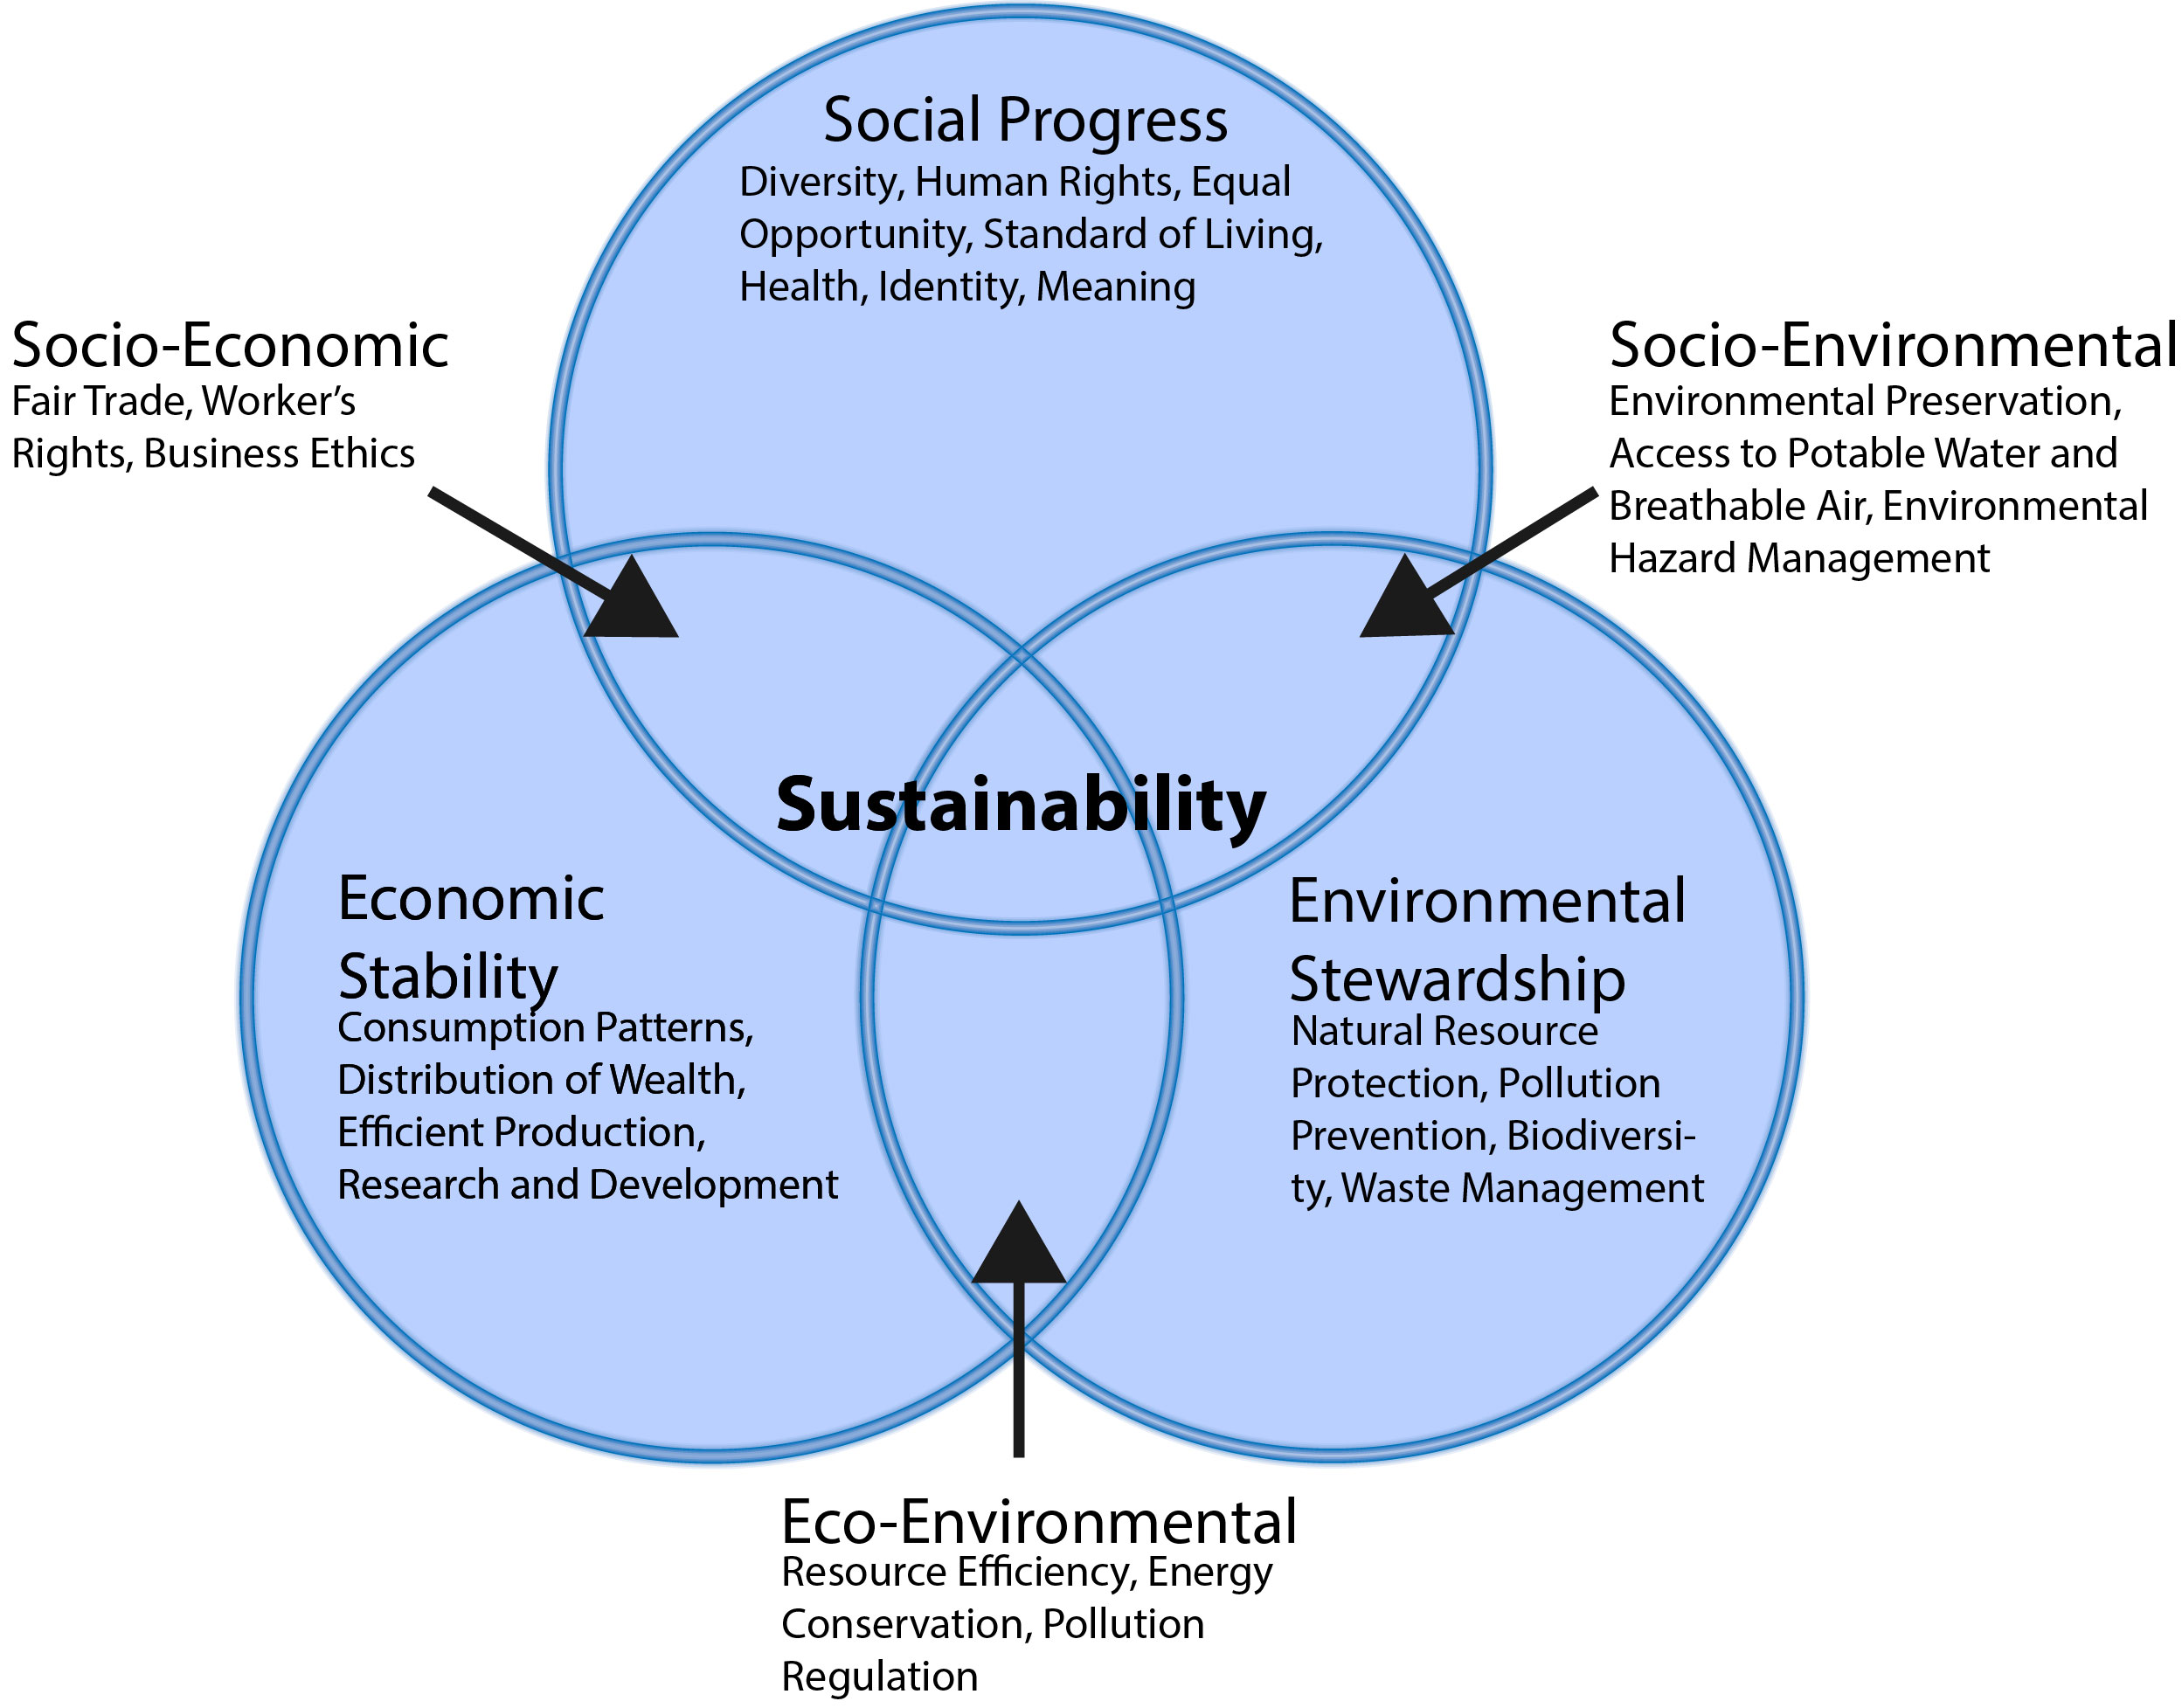 Social Progress
Diversity, Human Rights, Equal
Opportunity, Standard of Living,
Health, Identity, Meaning
Socio-Economic
Fair Trade, Worker’s
Rights, Business Ethics
Socio-Environmental
Environmental Preservation,
Access to Potable Water and
Breathable Air, Environmental
Hazard Management
Sustainability
Economic
Stability
Consumption Patterns,
Distribution of Wealth,
Efficient Production,
Research and Development
Environmental
Stewardship
Natural Resource
Protection, Pollution
Prevention, Biodiversi-
ty, Waste Management
Eco-Environmental
Resource Efficiency, Energy
Conservation, Pollution
Regulation